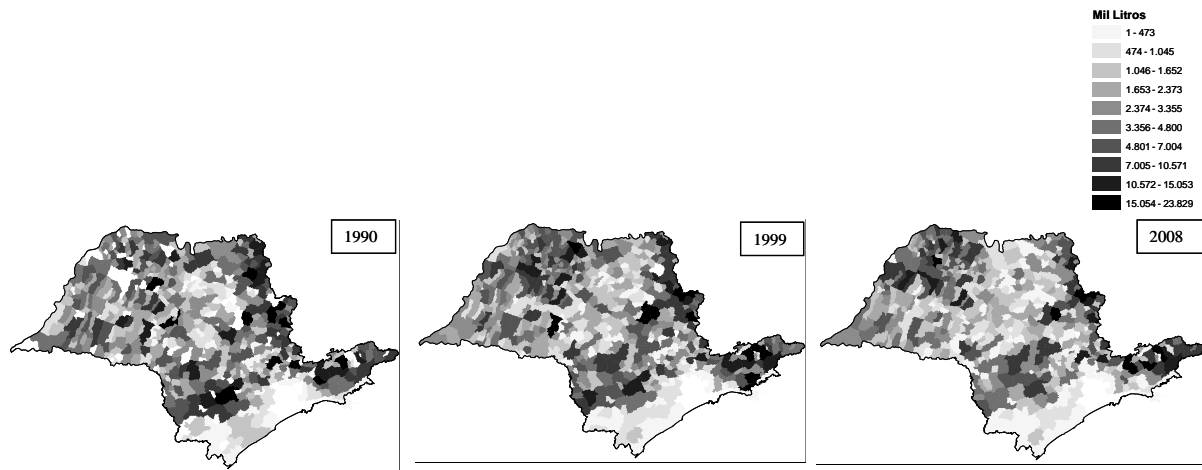 Mil Litros
1 - 473
474 - 1.045
1.046 - 1.652
1.653 - 2.373
2.374 - 3.355
3.356 - 4.800
4.801 - 7.004
7.005 - 10.571
10.572 - 15.053
15.054 - 23.829
1990
1999
2008